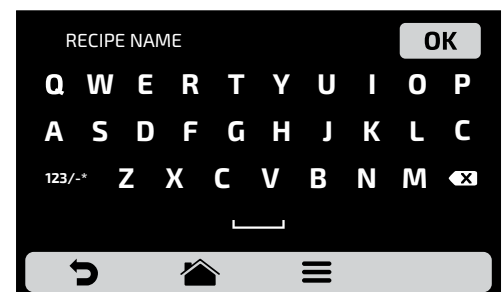 RECIPE NAME OK
Q W E R T Y U I O P
A S D F G H J K L C
123/-* Z X C V B N M X